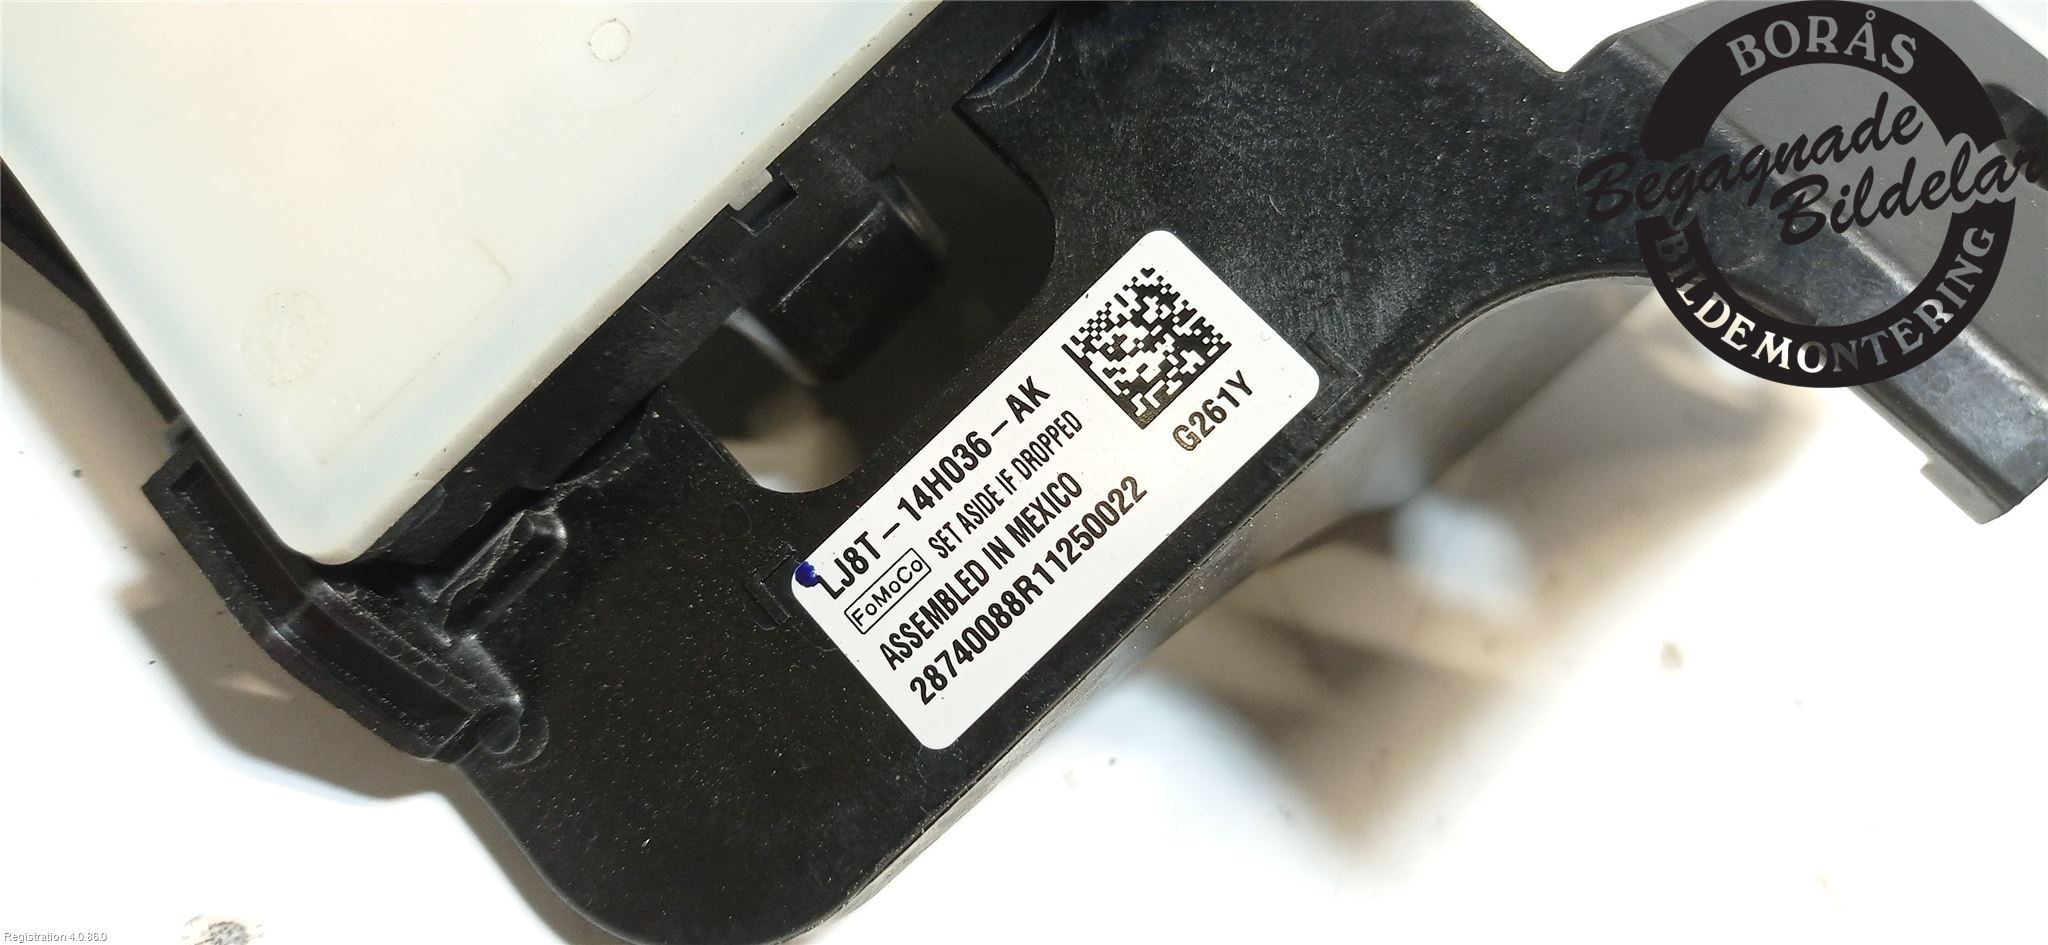 LJ8T-14H036-AK
FoMoCo SET ASIDE IF DROPPED
ASSEMBLED IN MEXICO
28740088R11250022
G261Y
BORÅS
Begagnade
Bildelar
BILDEMONTERING
Registration 4.0.86.0